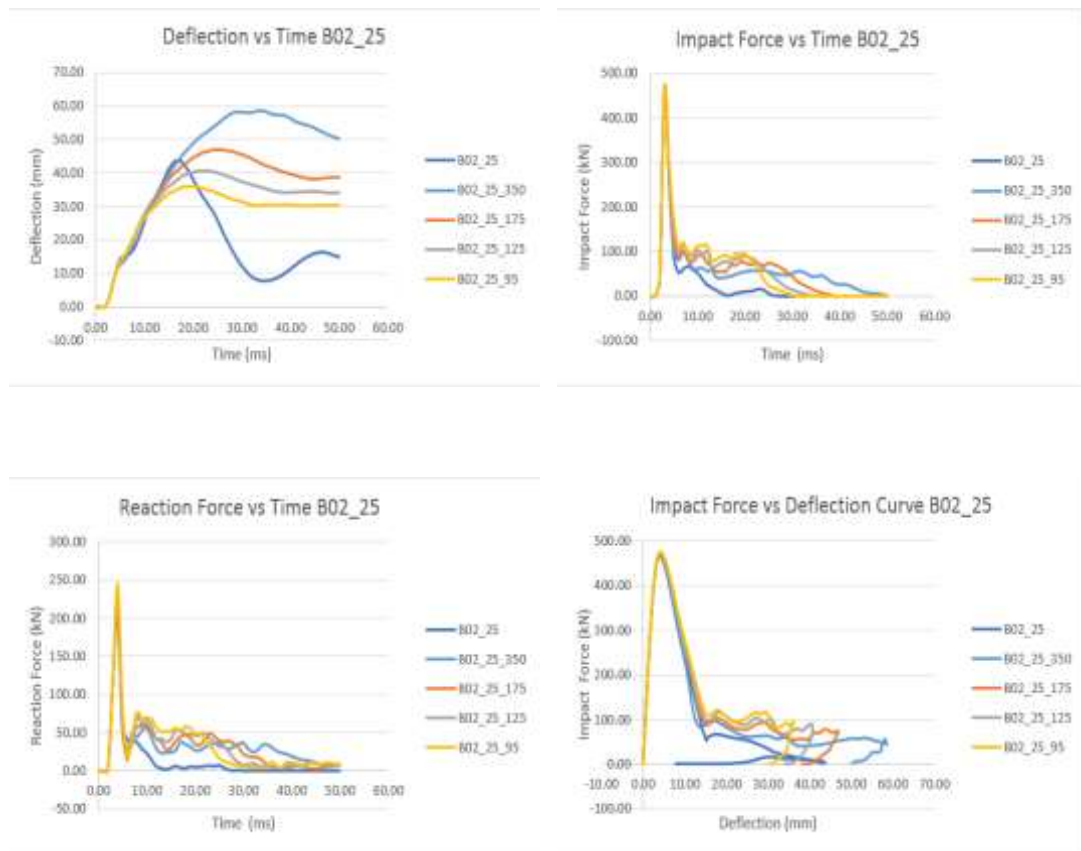 Deflection vs Time B02_25
70.00
60.00
50.00
40.00
30.00
20.00
10.00
0.00
-10.00
0.00 10.00 20.00 30.00 40.00 50.00 60.00
Deflection (mm)
Time (ms)
B02_25
B02_25_350
B02_25_175
B02_25_125
B02_25_95
Impact Force vs Time B02_25
500.00
400.00
300.00
200.00
100.00
0.00
-100.00
0.00 10.00 20.00 30.00 40.00 50.00 60.00
Impact Force (kN)
Time (ms)
B02_25
B02_25_350
B02_25_175
B02_25_125
B02_25_95
Reaction Force vs Time B02_25
300.00
250.00
200.00
150.00
100.00
50.00
0.00
-50.00
0.00 10.00 20.00 30.00 40.00 50.00 60.00
Reaction Force (kN)
Time (ms)
B02_25
B02_25_350
B02_25_175
B02_25_125
B02_25_95
Impact Force vs Deflection Curve B02_25
500.00
400.00
300.00
200.00
100.00
0.00
-100.00
-10.00 0.00 10.00 20.00 30.00 40.00 50.00 60.00 70.00
Impact Force (kN)
Deflection (mm)
B02_25
B02_25_350
B02_25_175
B02_25_125
B02_25_95